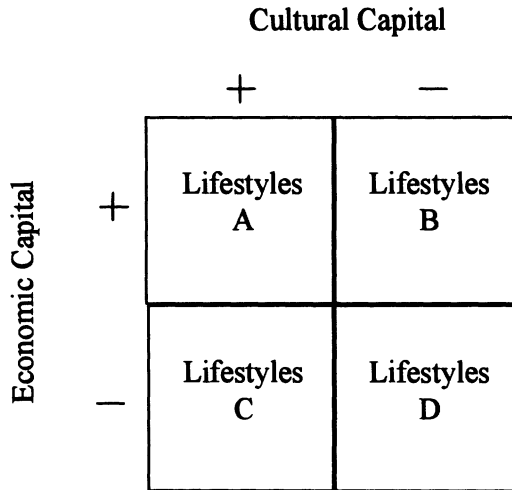 Cultural Capital
+ −
Economic Capital
+
Lifestyles
A
Lifestyles
B
−
Lifestyles
C
Lifestyles
D